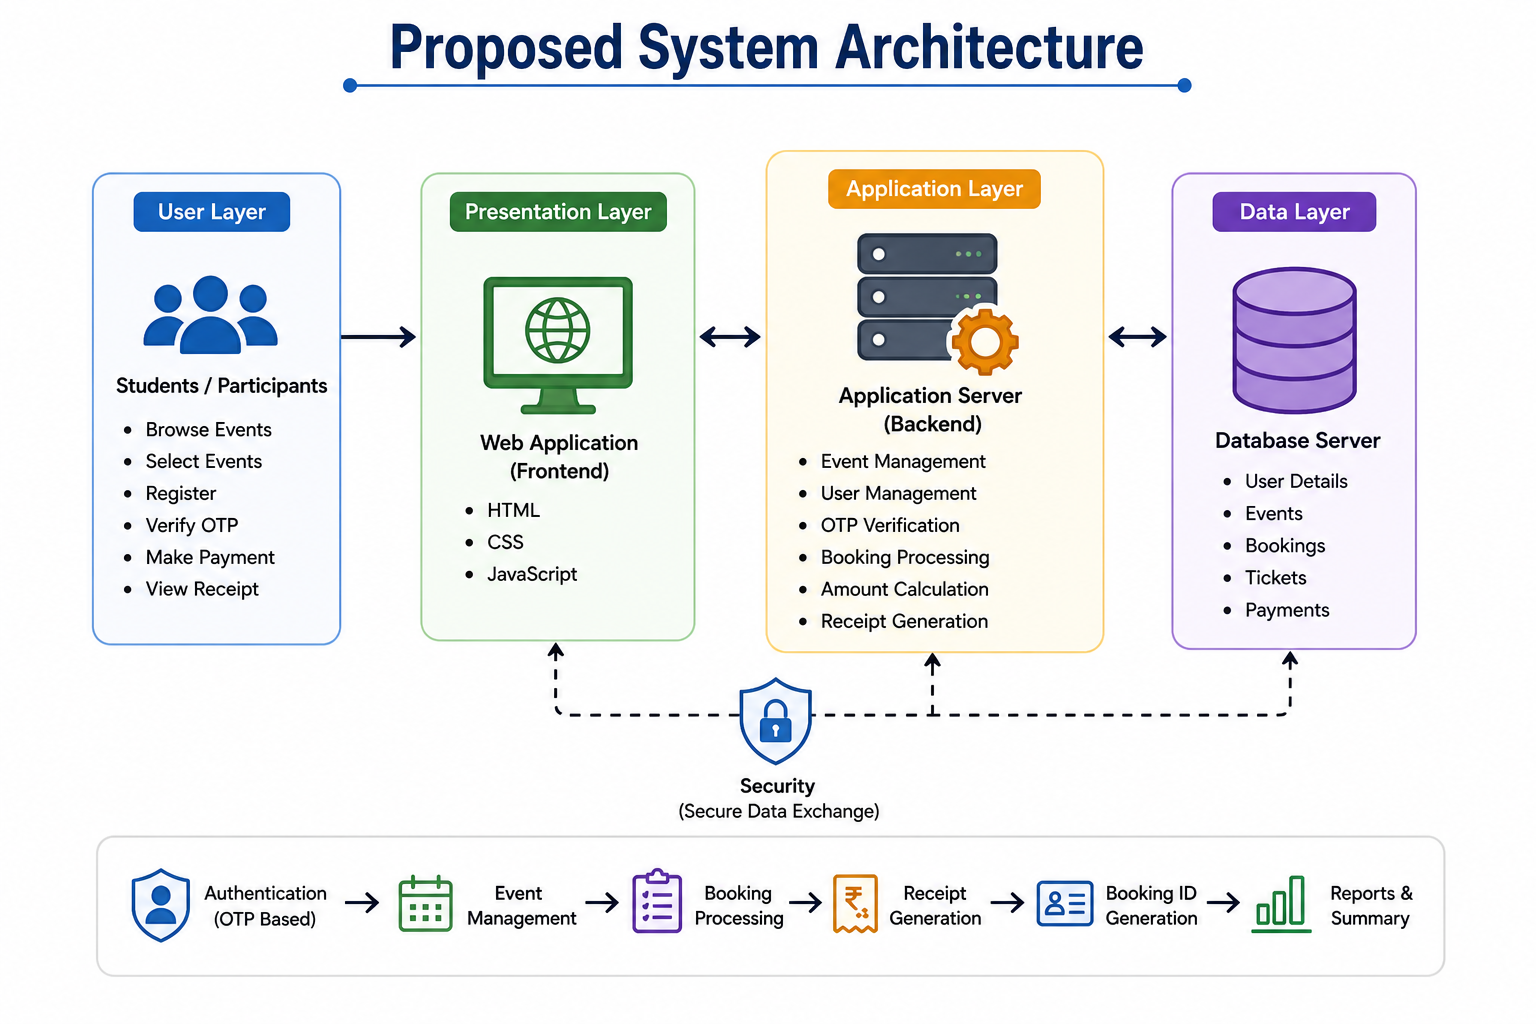 Proposed System Architecture
User Layer
Students / Participants
• Browse Events
• Select Events
• Register
• Verify OTP
• Make Payment
• View Receipt
Presentation Layer
Web Application
(Frontend)
• HTML
• CSS
• JavaScript
Application Layer
Application Server
(Backend)
• Event Management
• User Management
• OTP Verification
• Booking Processing
• Amount Calculation
• Receipt Generation
Data Layer
Database Server
• User Details
• Events
• Bookings
• Tickets
• Payments
Security
(Secure Data Exchange)
Authentication
(OTP Based)
Event
Management
Booking
Processing
₹
Receipt
Generation
Booking ID
Generation
Reports &
Summary